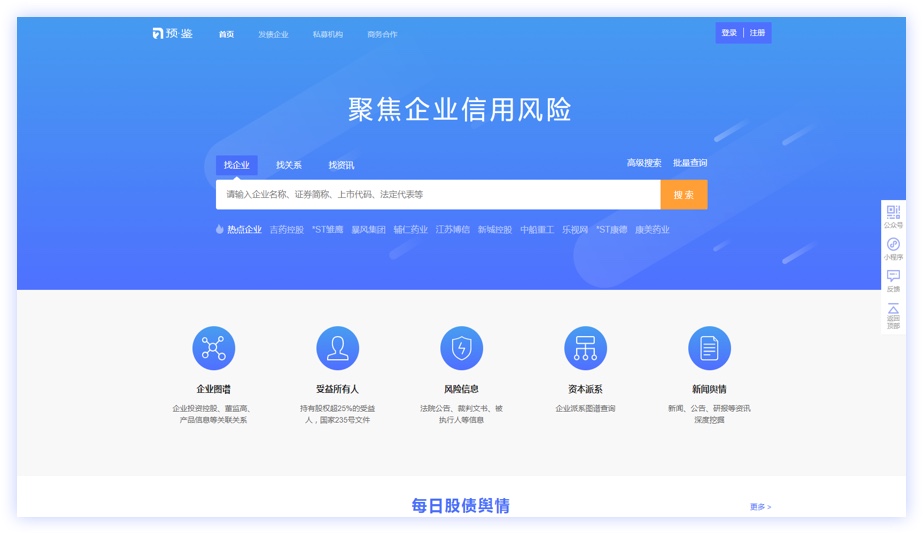 预·鉴 首页 发债企业 私募机构 商务合作 登录 | 注册
聚焦企业信用风险
找企业 找关系 找资讯 高级搜索 批量查询
请输入企业名称、证券简称、上市代码、法定代表等 搜 索
热点企业 吉药控股 *ST雏鹰 暴风集团 辅仁药业 江苏博信 新城控股 中船重工 乐视网 *ST康德 康美药业
公众号
小程序
反馈
返回
顶部
企业图谱 受益所有人 风险信息 资本派系 新闻舆情
企业投资控股、董监高、
产品信息等关联关系
持有股权超25%的受益
人，国家235号文件
法院公告、裁判文书、被
执行人等信息
企业派系图谱查询
新闻、公告、研报等资讯
深度挖掘
每日股债舆情 更多 >